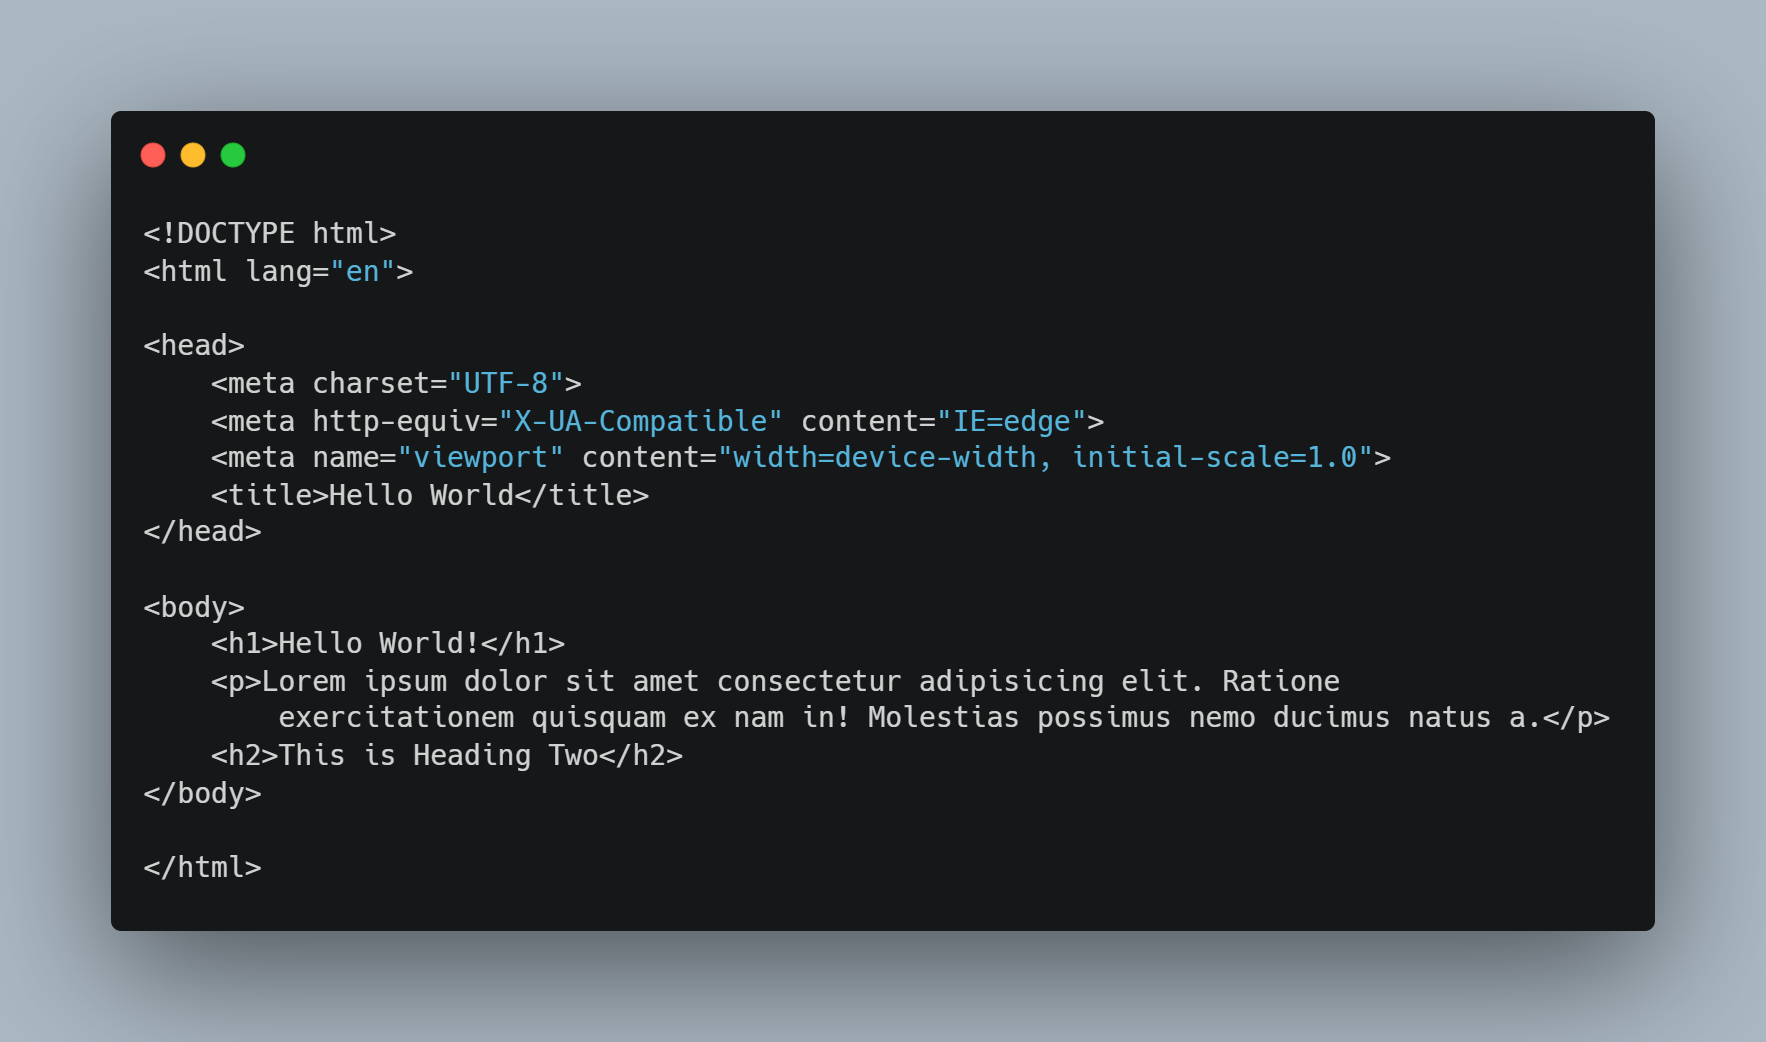 <!DOCTYPE html>
<html lang="en">
<head>
    <meta charset="UTF-8">
    <meta http-equiv="X-UA-Compatible" content="IE=edge">
    <meta name="viewport" content="width=device-width, initial-scale=1.0">
    <title>Hello World</title>
</head>
<body>
    <h1>Hello World!</h1>
    <p>Lorem ipsum dolor sit amet consectetur adipisicing elit. Ratione
        exercitationem quisquam ex nam in! Molestias possimus nemo ducimus natus a.</p>
    <h2>This is Heading Two</h2>
</body>
</html>